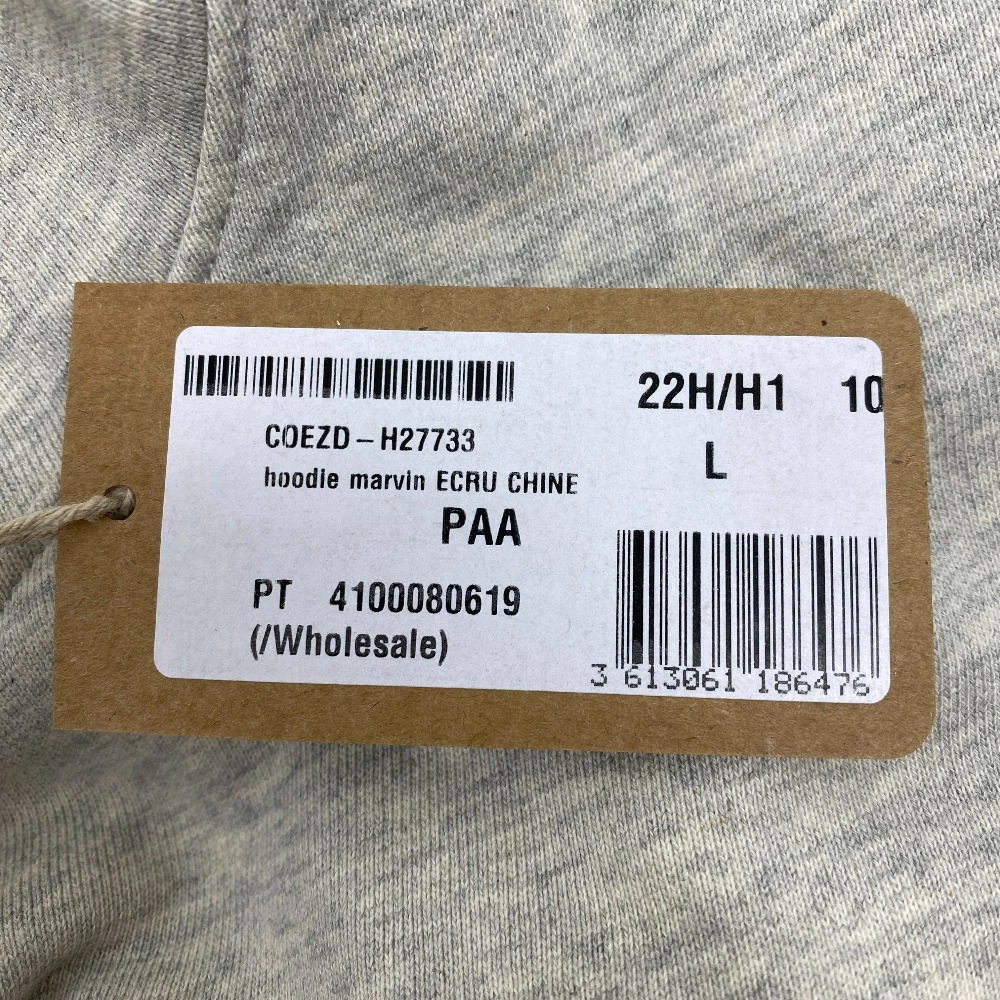 22H/H1 10
COEZD-H27733
L
hoodie marvin ECRU CHINE
PAA
PT 4100080619
(/Wholesale)
3 613061 186476